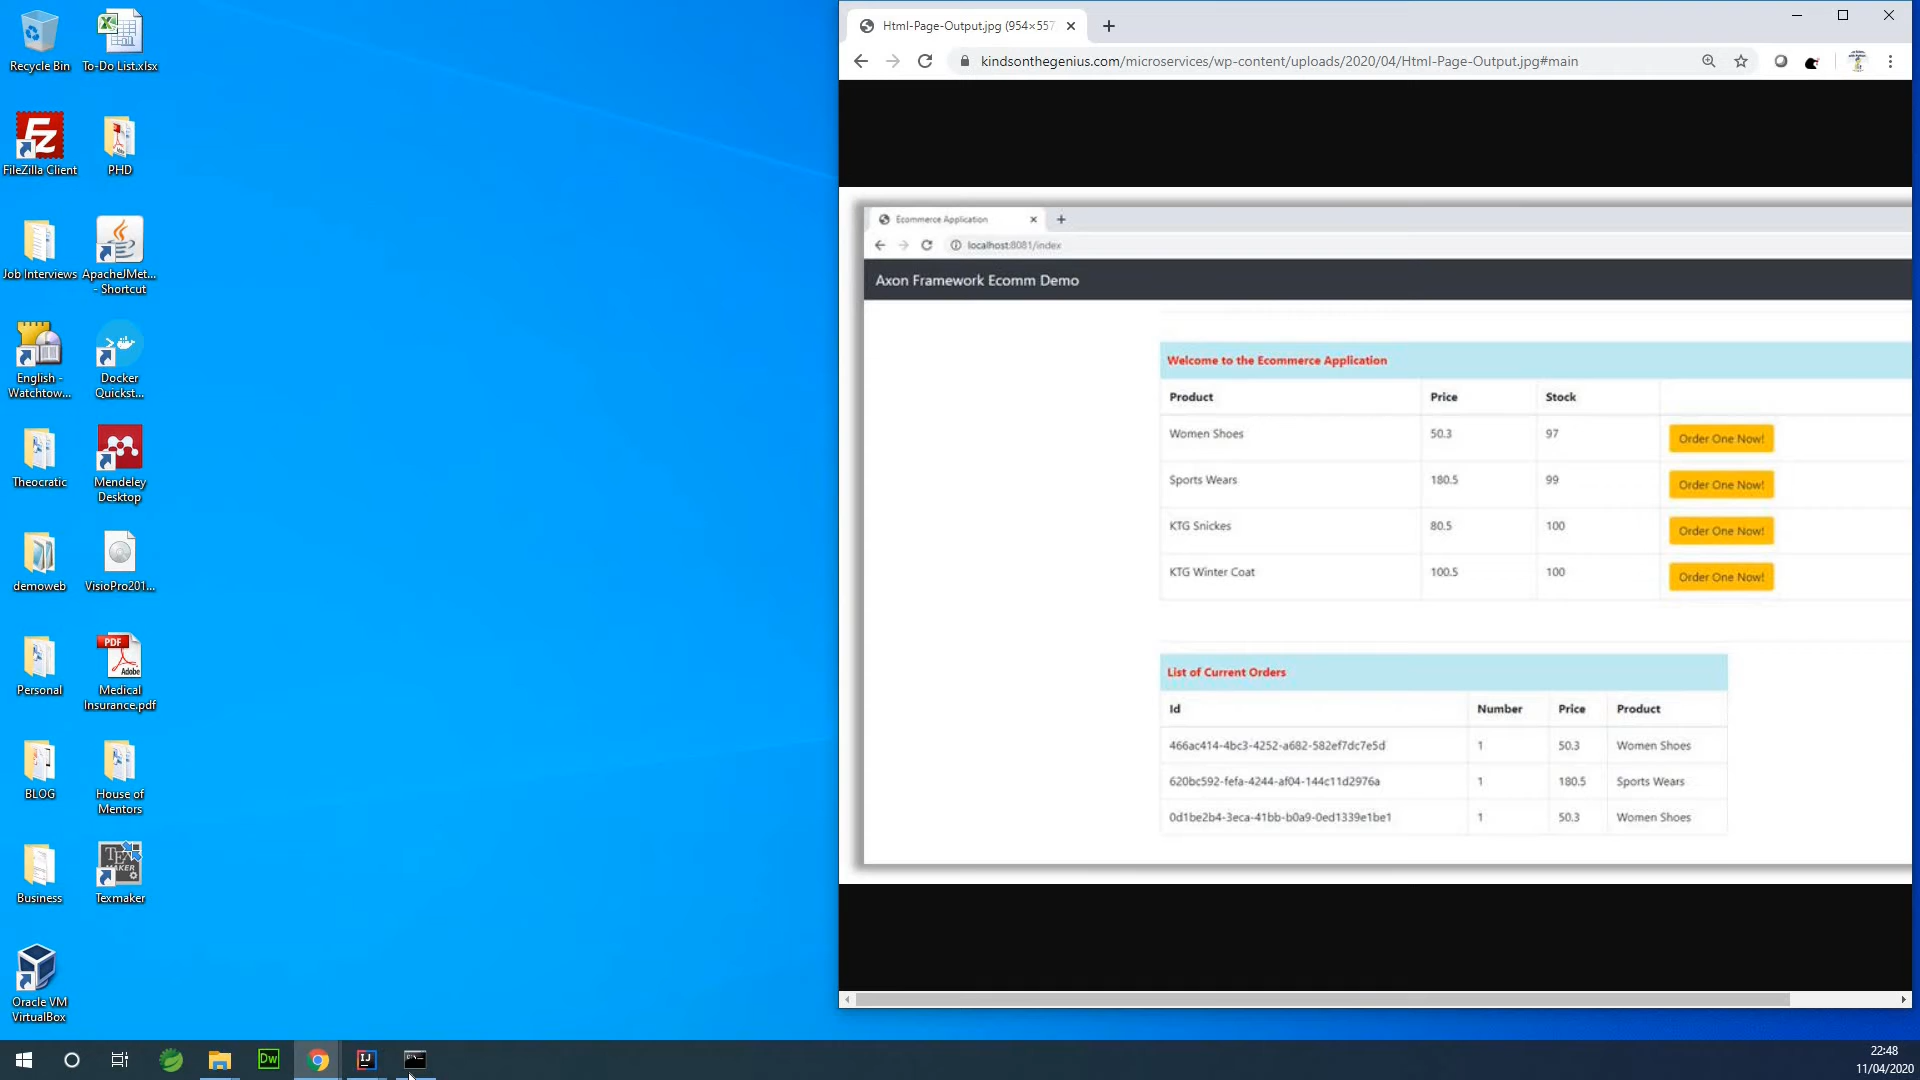 Recycle Bin
To-Do List.xlsx
FileZilla Client
PHD
Job Interviews
ApacheJMet...
- Shortcut
English -
Watchtow...
Docker
Quickst...
Theocratic
Mendeley
Desktop
demoweb
VisioPro201...
Personal
PDF
Adobe
Medical
Insurance.pdf
BLOG
House of
Mentors
Business
TEX
MAKER
Texmaker
Oracle VM
VirtualBox
Html-Page-Output.jpg (954×557
kindsonthegenius.com/microservices/wp-content/uploads/2020/04/Html-Page-Output.jpg#main
Ecommerce Application
localhost:8081/index
Axon Framework Ecomm Demo
Welcome to the Ecommerce Application
Product Price Stock
Women Shoes 50.3 97 Order One Now!
Sports Wears 180.5 99 Order One Now!
KTG Snickes 80.5 100 Order One Now!
KTG Winter Coat 100.5 100 Order One Now!
List of Current Orders
Id Number Price Product
466ac414-4bc3-4252-a682-582ef7dc7e5d 1 50.3 Women Shoes
620bc592-fefa-4244-af04-144c11d2976a 1 180.5 Sports Wears
0d1be2b4-3eca-41bb-b0a9-0ed1339e1be1 1 50.3 Women Shoes
Dw
IJ
22:48
11/04/2020